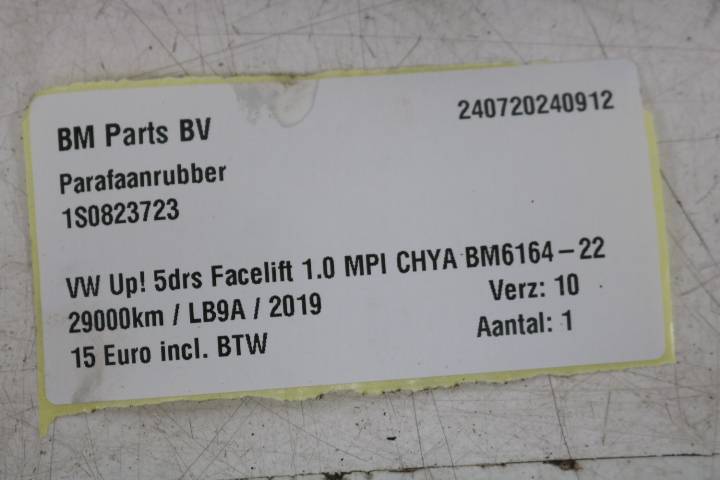 BM Parts BV 240720240912
Parafaanrubber
1S0823723
VW Up! 5drs Facelift 1.0 MPI CHYA BM6164-22
29000km / LB9A / 2019 Verz: 10
15 Euro incl. BTW Aantal: 1